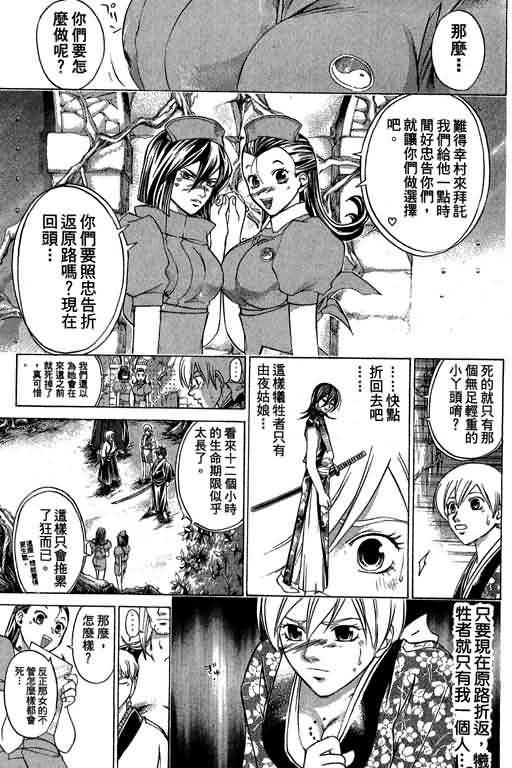 那麼…
你們要怎
麼做呢？
難得幸村來拜託
我們給他一點時
間好忠告你們，
就讓你們做選擇
吧。♡
你們要照忠告折
返原路嗎？現在
回頭…
死的就只有那
個無足輕重的
小丫頭唷？
…快點
折回去吧
這樣犧牲者只有
由夜姑娘…
…
我們還以
為她會在
來這之前
就死掉了
，真可惜
。
看來十二個小時
的生命期限似乎
太長了。
這樣只會拖累
了狂而已。
只要現在原路折返，犧
牲者就只有我一個人…
…
那麼，
怎麼樣？
反正那女的不
管怎麼樣都會
死…